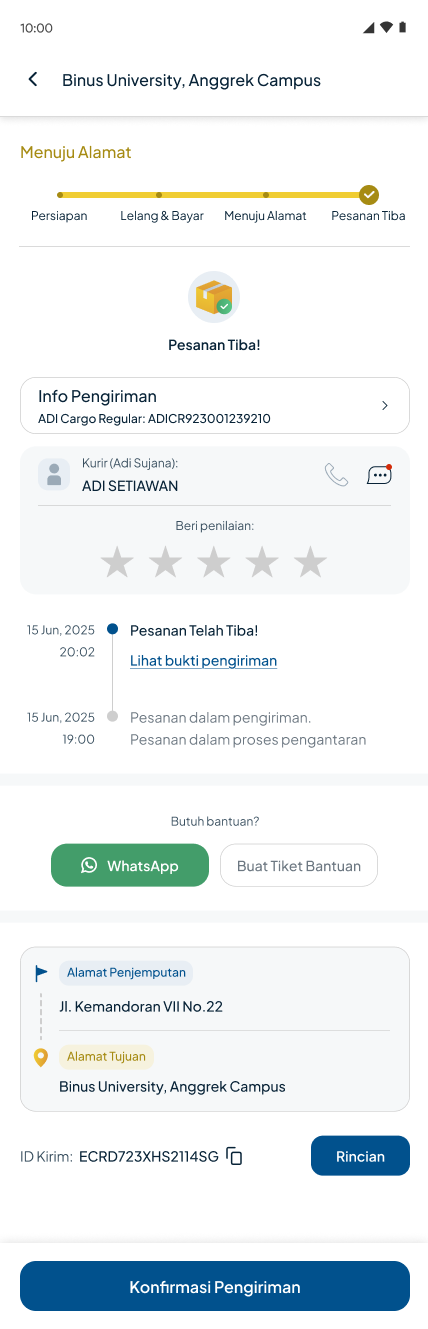 10:00
Binus University, Anggrek Campus
Menuju Alamat
Persiapan
Lelang & Bayar
Menuju Alamat
Pesanan Tiba
Pesanan Tiba!
Info Pengiriman
ADI Cargo Regular: ADICR923001239210
Kurir (Adi Sujana):
ADI SETIAWAN
Beri penilaian:
15 Jun, 2025
20:02
Pesanan Telah Tiba!
Lihat bukti pengiriman
15 Jun, 2025
19:00
Pesanan dalam pengiriman.
Pesanan dalam proses pengantaran
Butuh bantuan?
WhatsApp
Buat Tiket Bantuan
Alamat Penjemputan
Jl. Kemandoran VII No.22
Alamat Tujuan
Binus University, Anggrek Campus
ID Kirim: ECRD723XHS2114SG
Rincian
Konfirmasi Pengiriman